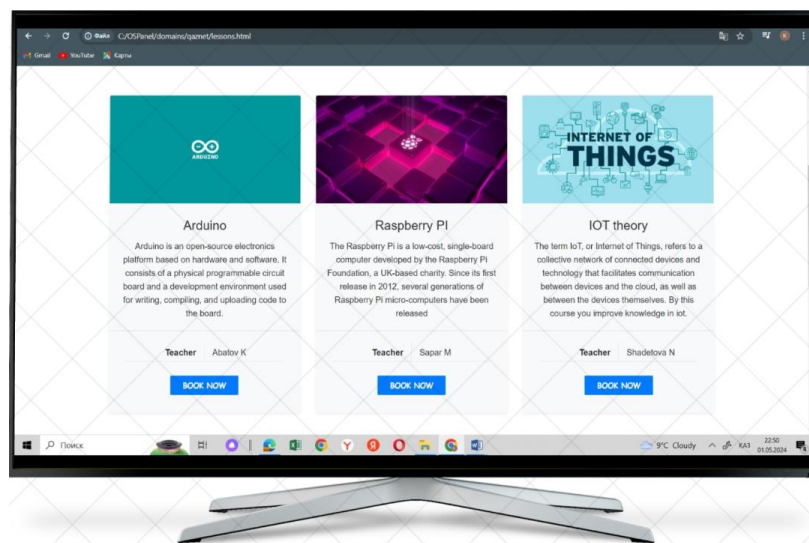 Файл C:/OSPanel/domains/qaznet/lessons.html
Gmail YouTube Карты
ARDUINO
INTERNET OF
THINGS
Arduino
Arduino is an open-source electronics
platform based on hardware and software. It
consists of a physical programmable circuit
board and a development environment used
for writing, compiling, and uploading code to
the board.
Teacher Abatov K
BOOK NOW
Raspberry PI
The Raspberry Pi is a low-cost, single-board
computer developed by the Raspberry Pi
Foundation, a UK-based charity. Since its first
release in 2012, several generations of
Raspberry Pi micro-computers have been
released
Teacher Sapar M
BOOK NOW
IOT theory
The term IoT, or Internet of Things, refers to a
collective network of connected devices and
technology that facilitates communication
between devices and the cloud, as well as
between the devices themselves. By this
course you improve knowledge in iot.
Teacher Shadetova N
BOOK NOW
Поиск
9°C Cloudy
КАЗ
22:50
01.05.2024